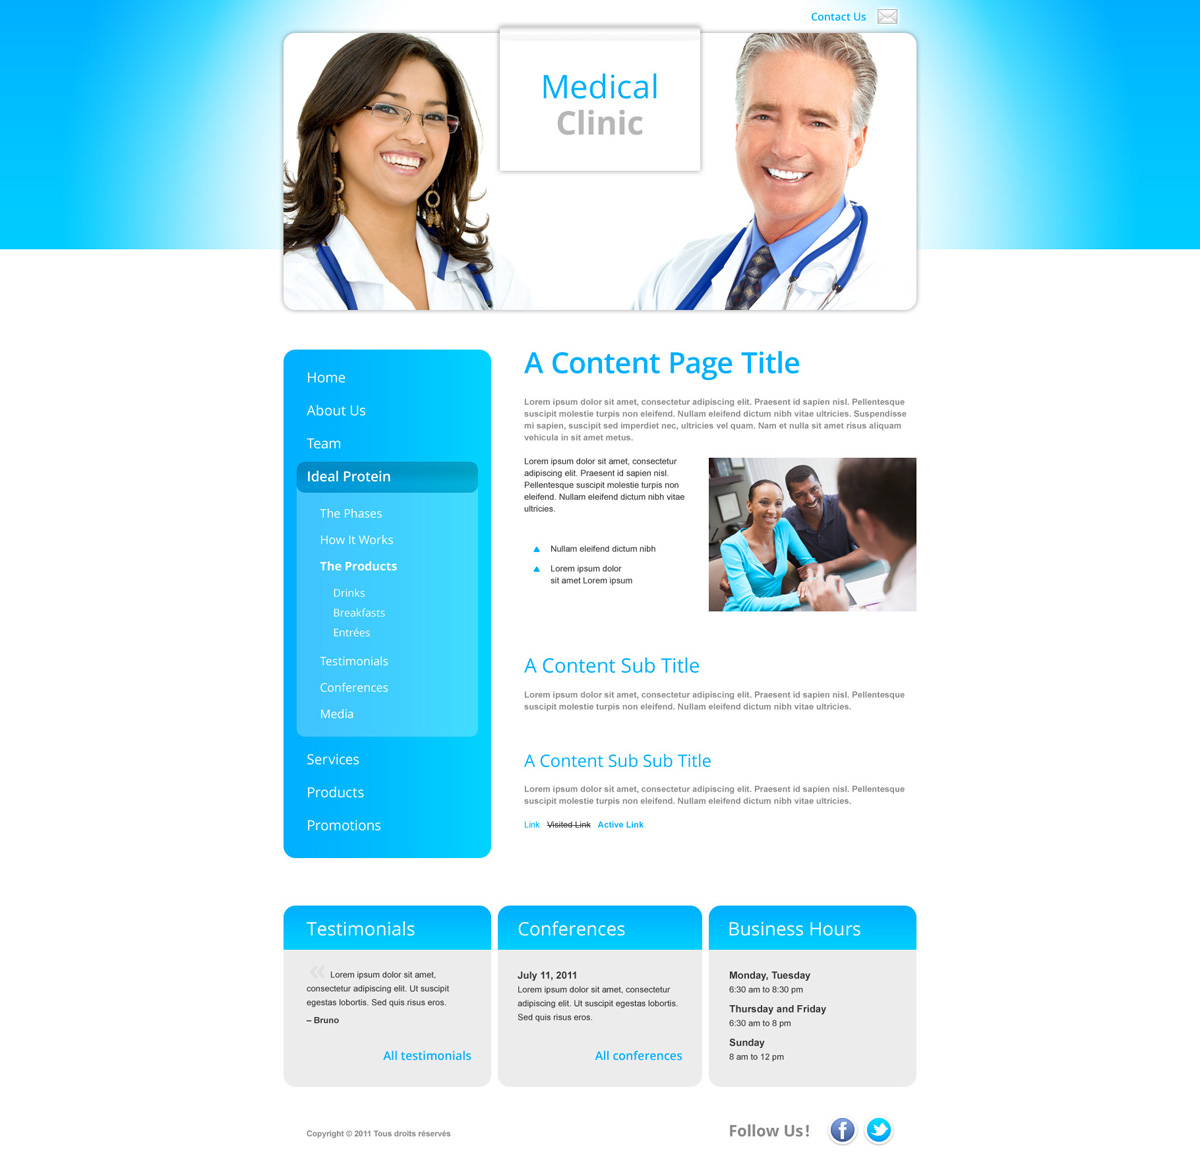 Contact Us
Medical
Clinic
Home
About Us
Team
Ideal Protein
The Phases
How It Works
The Products
Drinks
Breakfasts
Entrées
Testimonials
Conferences
Media
Services
Products
Promotions
A Content Page Title
Lorem ipsum dolor sit amet, consectetur adipiscing elit. Praesent id sapien nisl. Pellentesque
suscipit molestie turpis non eleifend. Nullam eleifend dictum nibh vitae ultricies. Suspendisse
mi sapien, suscipit sed imperdiet nec, ultricies vel quam. Nam et nulla sit amet risus aliquam
vehicula in sit amet metus.
Lorem ipsum dolor sit amet, consectetur
adipiscing elit. Praesent id sapien nisl.
Pellentesque suscipit molestie turpis non
eleifend. Nullam eleifend dictum nibh vitae
ultricies.
Nullam eleifend dictum nibh
Lorem ipsum dolor
sit amet Lorem ipsum
A Content Sub Title
Lorem ipsum dolor sit amet, consectetur adipiscing elit. Praesent id sapien nisl. Pellentesque
suscipit molestie turpis non eleifend. Nullam eleifend dictum nibh vitae ultricies.
A Content Sub Sub Title
Lorem ipsum dolor sit amet, consectetur adipiscing elit. Praesent id sapien nisl. Pellentesque
suscipit molestie turpis non eleifend. Nullam eleifend dictum nibh vitae ultricies.
Link Visited Link Active Link
Testimonials
« Lorem ipsum dolor sit amet,
consectetur adipiscing elit. Ut suscipit
egestas lobortis. Sed quis risus eros.
– Bruno
All testimonials
Conferences
July 11, 2011
Lorem ipsum dolor sit amet, consectetur
adipiscing elit. Ut suscipit egestas lobortis.
Sed quis risus eros.
All conferences
Business Hours
Monday, Tuesday
6:30 am to 8:30 pm
Thursday and Friday
6:30 am to 8 pm
Sunday
8 am to 12 pm
Copyright © 2011 Tous droits réservés
Follow Us!
f